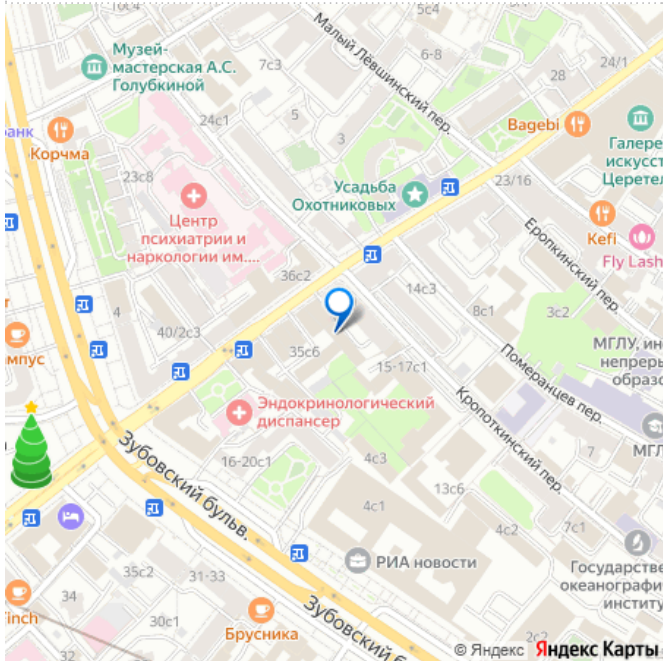 10с4
5с4
Малый Лёвшинский пер.
6-8
Музей-
мастерская А.С.
Голубкиной
7с3
28
24/1
24с1
5
3
Bagebi
банк
Корчма
Галере
искусст
Церетел
23с8
Усадьба
Охотниковых
23/16
Центр
психиатрии и
наркологии им....
Kefi
Fly Lash
Еропкинский пер.
36с2
14с3
8с1
3с2
4
40/2с3
МГЛУ, ин
непреры
образо
т
мпус
35с6
15-17с1
Померанцев пер.
Эндокринологический
диспансер
Кропоткинский пер.
МГЛ
7
Зубовский бульв.
16-20с1
4с3
13с6
4с1
4с2
7с1
РИА новости
Государстве
океанографи
институ
35с2
31-33
34
30с1
Finch
Брусника
Зубовский б
2с2
© Яндекс Яндекс Карты